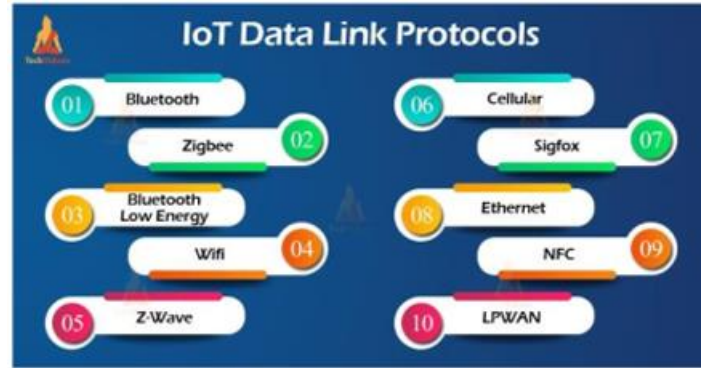 IoT Data Link Protocols
01
Bluetooth
Zigbee
02
03
Bluetooth
Low Energy
Wifi
04
05
Z-Wave
06
Cellular
Sigfox
07
08
Ethernet
NFC
09
10
LPWAN